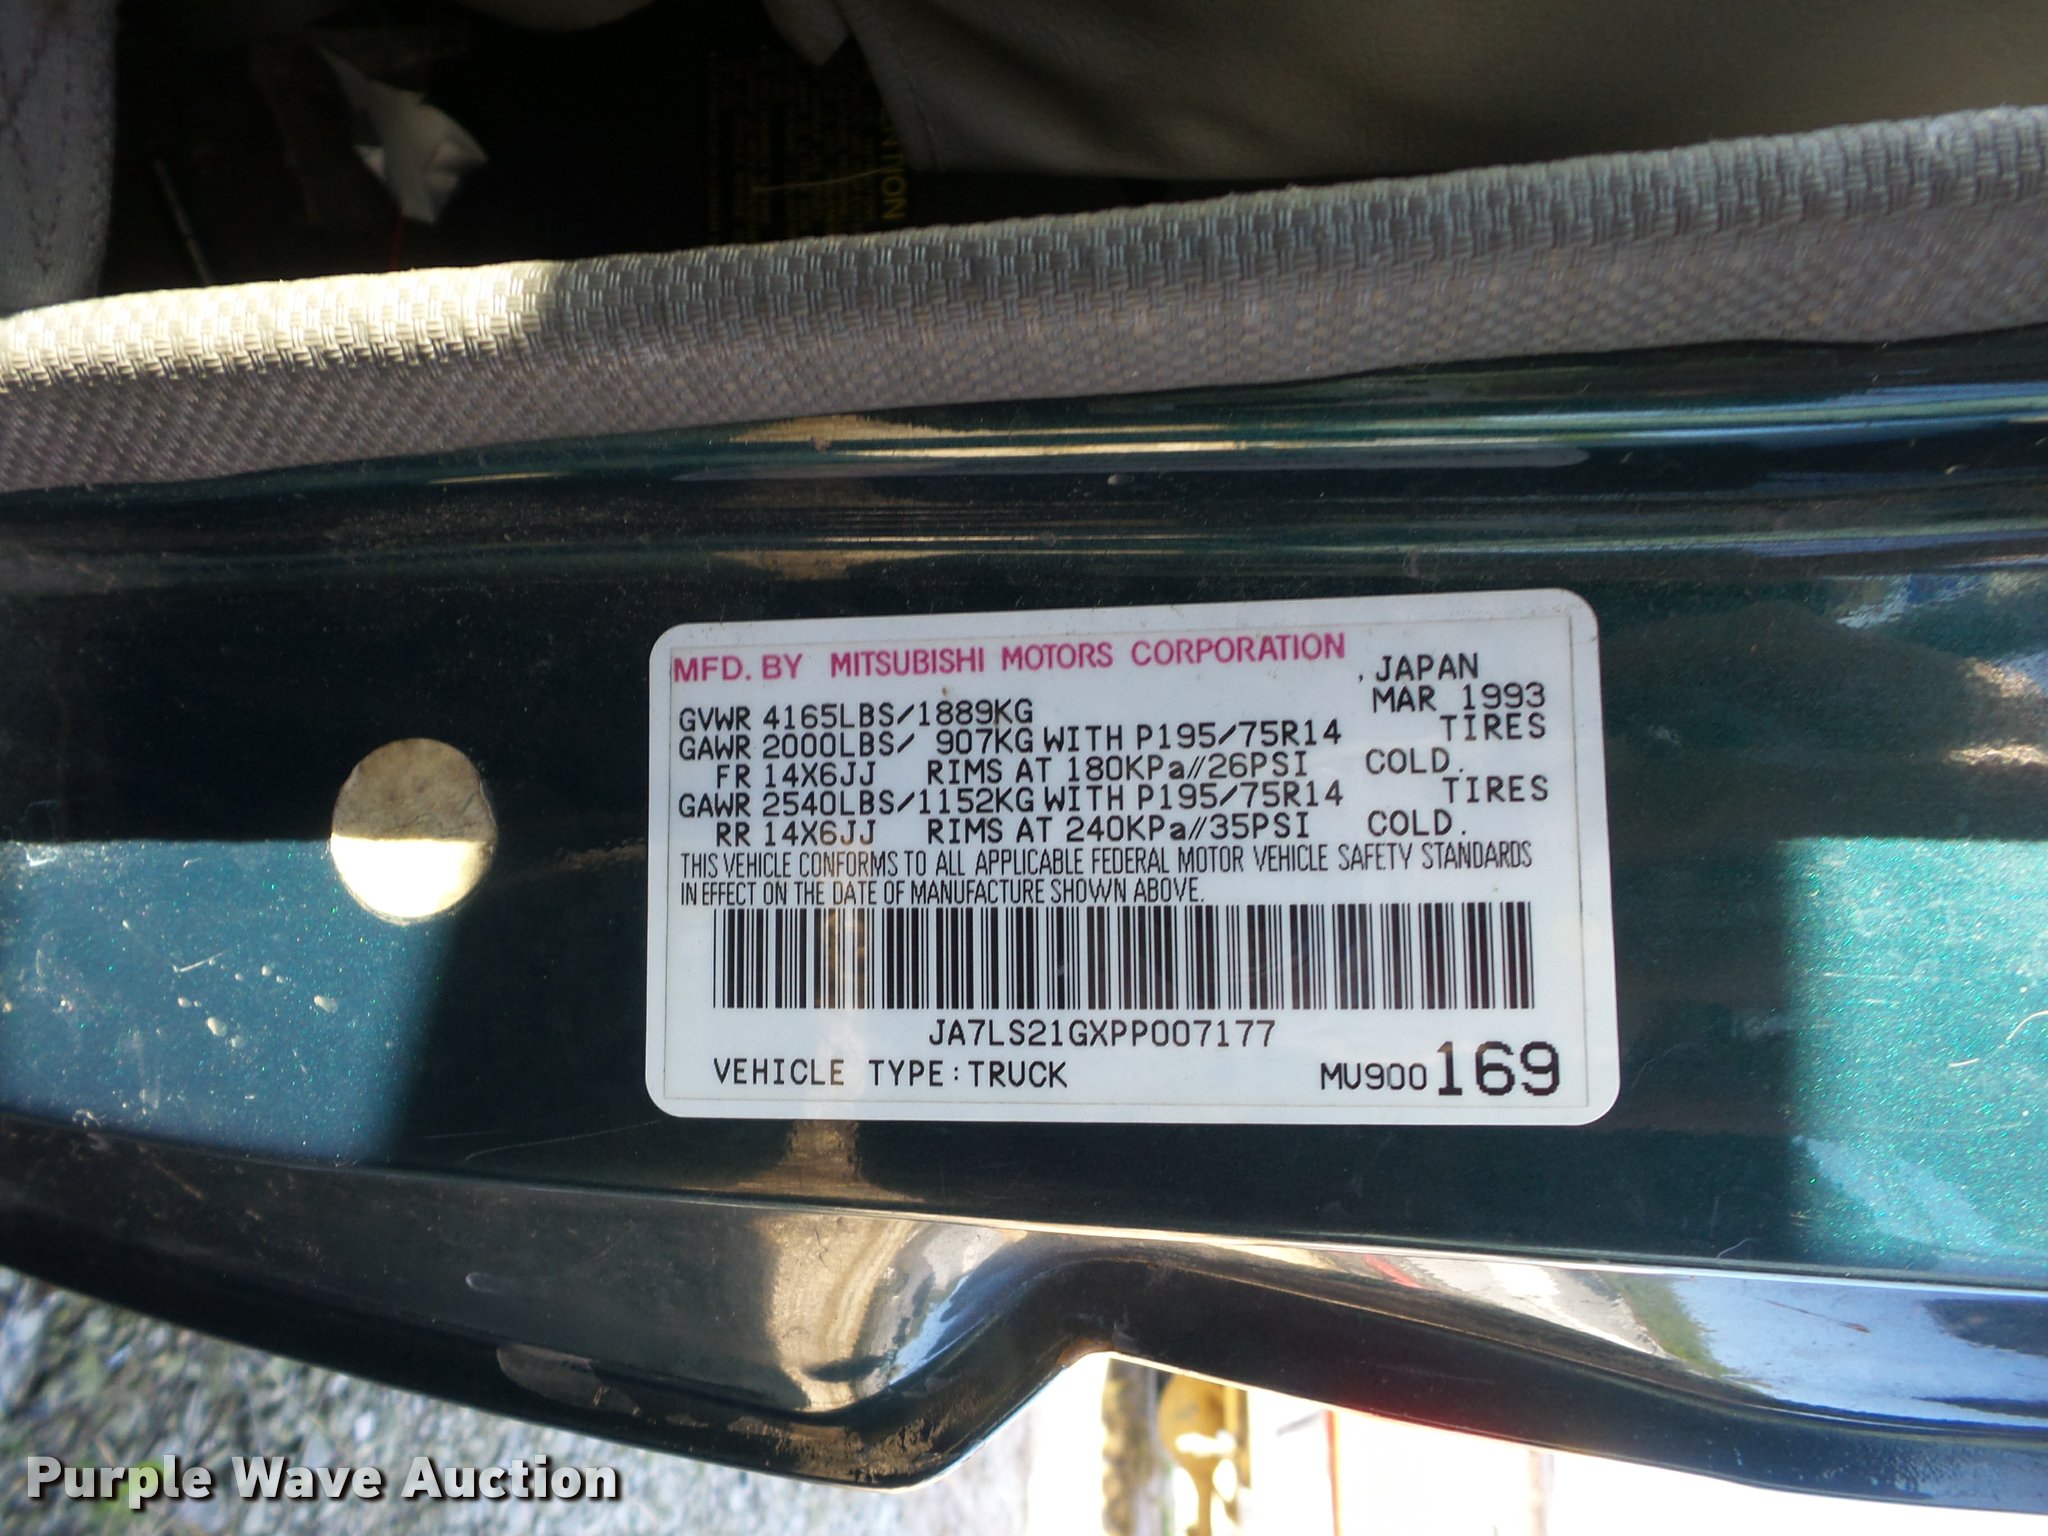 NTION
MFD. BY MITSUBISHI MOTORS CORPORATION
, JAPAN
MAR 1993
GVWR 4165LBS/1889KG
GAWR 2000LBS/ 907KG WITH P195/75R14 TIRES
FR 14X6JJ RIMS AT 180KPa//26PSI COLD.
GAWR 2540LBS/1152KG WITH P195/75R14 TIRES
RR 14X6JJ RIMS AT 240KPa//35PSI COLD.
THIS VEHICLE CONFORMS TO ALL APPLICABLE FEDERAL MOTOR VEHICLE SAFETY STANDARDS
IN EFFECT ON THE DATE OF MANUFACTURE SHOWN ABOVE.
JA7LS21GXPP007177
VEHICLE TYPE:TRUCK MU900169
Purple Wave Auction